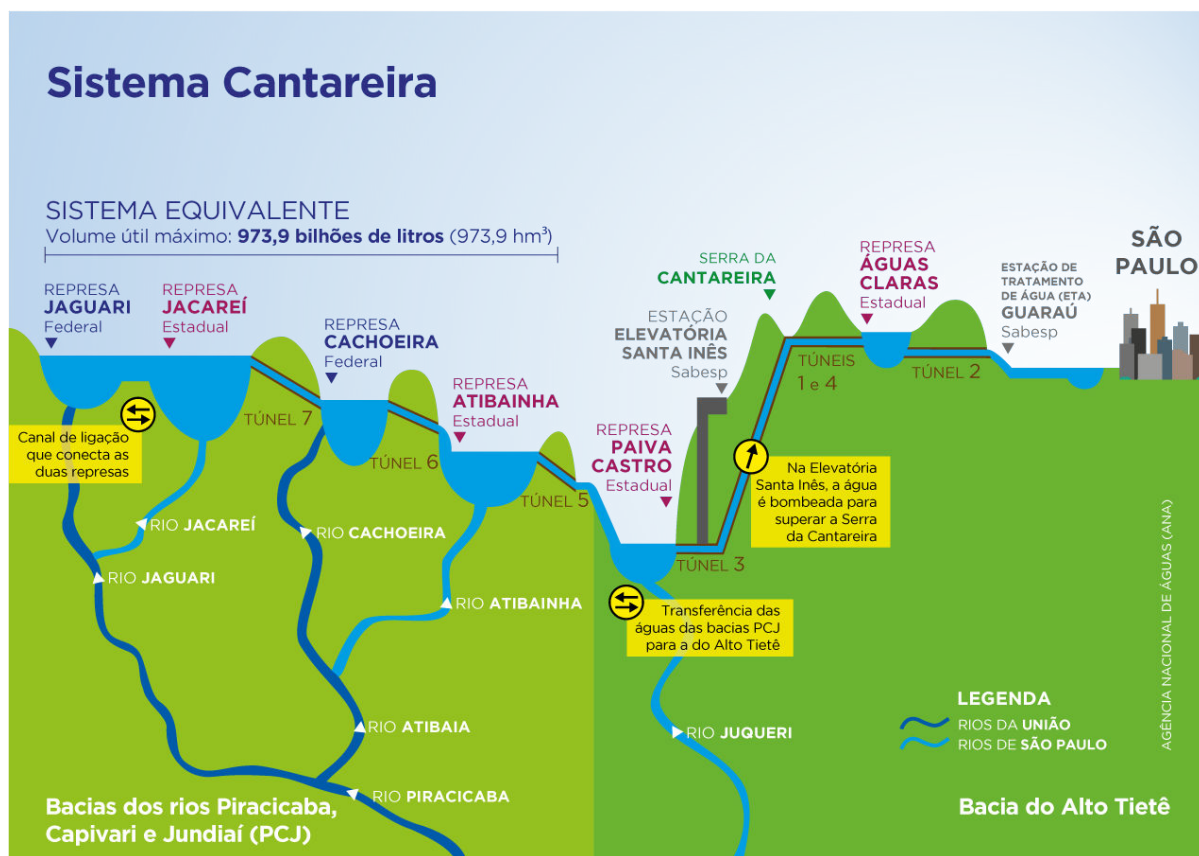 Sistema Cantareira
SISTEMA EQUIVALENTE
Volume útil máximo: 973,9 bilhões de litros (973,9 hm³)
REPRESA
JAGUARI
Federal
REPRESA
JACAREÍ
Estadual
REPRESA
CACHOEIRA
Federal
REPRESA
ATIBAINHA
Estadual
REPRESA
PAIVA
CASTRO
Estadual
ESTAÇÃO
ELEVATÓRIA
SANTA INÊS
Sabesp
SERRA DA
CANTAREIRA
REPRESA
ÁGUAS
CLARAS
Estadual
ESTAÇÃO DE
TRATAMENTO
DE ÁGUA (ETA)
GUARAÚ
Sabesp
SÃO
PAULO
TÚNEL 7
TÚNEL 6
TÚNEL 5
TÚNEL 3
TÚNEIS
1 e 4
TÚNEL 2
Canal de ligação
que conecta as
duas represas
Na Elevatória
Santa Inês, a água
é bombeada para
superar a Serra
da Cantareira
Transferência das
águas das bacias PCJ
para a do Alto Tietê
RIO JACAREÍ
RIO JAGUARI
RIO CACHOEIRA
RIO ATIBAINHA
RIO ATIBAIA
RIO PIRACICABA
RIO JUQUERI
LEGENDA
RIOS DA UNIÃO
RIOS DE SÃO PAULO
Bacias dos rios Piracicaba,
Capivari e Jundiaí (PCJ)
Bacia do Alto Tietê
AGÊNCIA NACIONAL DE ÁGUAS (ANA)